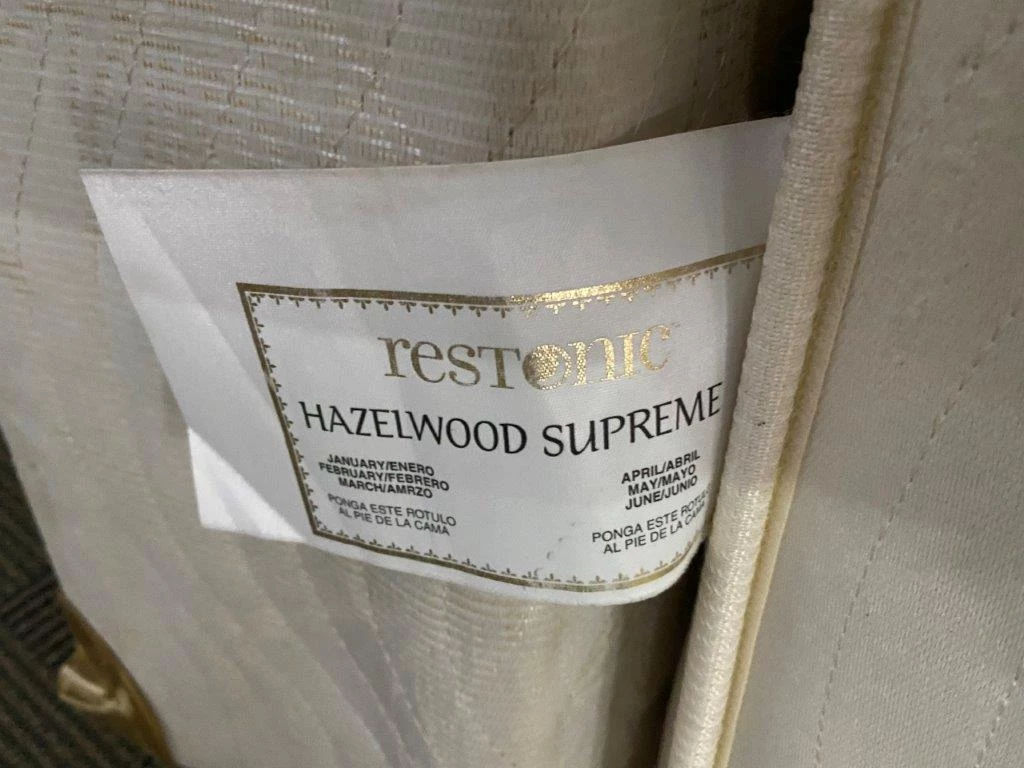 resTonic™
HAZELWOOD SUPREME
JANUARY/ENERO
FEBRUARY/FEBRERO
MARCH/AMRZO
PONGA ESTE ROTULO
AL PIE DE LA CAMA
APRIL/ABRIL
MAY/MAYO
JUNE/JUNIO
PONGA ESTE ROTULO
AL PIE DE LA CAMA